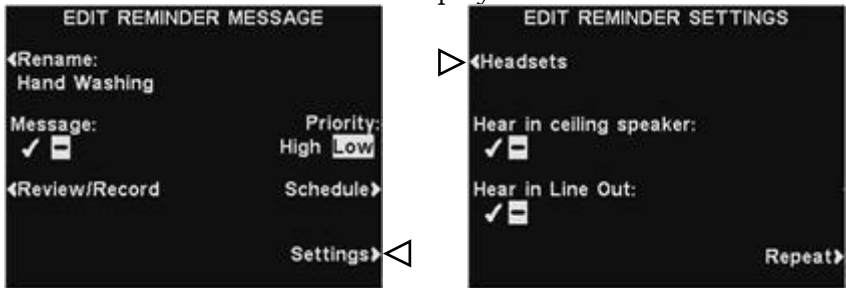 EDIT REMINDER MESSAGE
◀Rename:
Hand Washing
Message: Priority:
✓ – High Low
◀Review/Record Schedule▶
Settings▶
EDIT REMINDER SETTINGS
◀Headsets
Hear in ceiling speaker:
✓ –
Hear in Line Out:
✓ –
Repeat▶